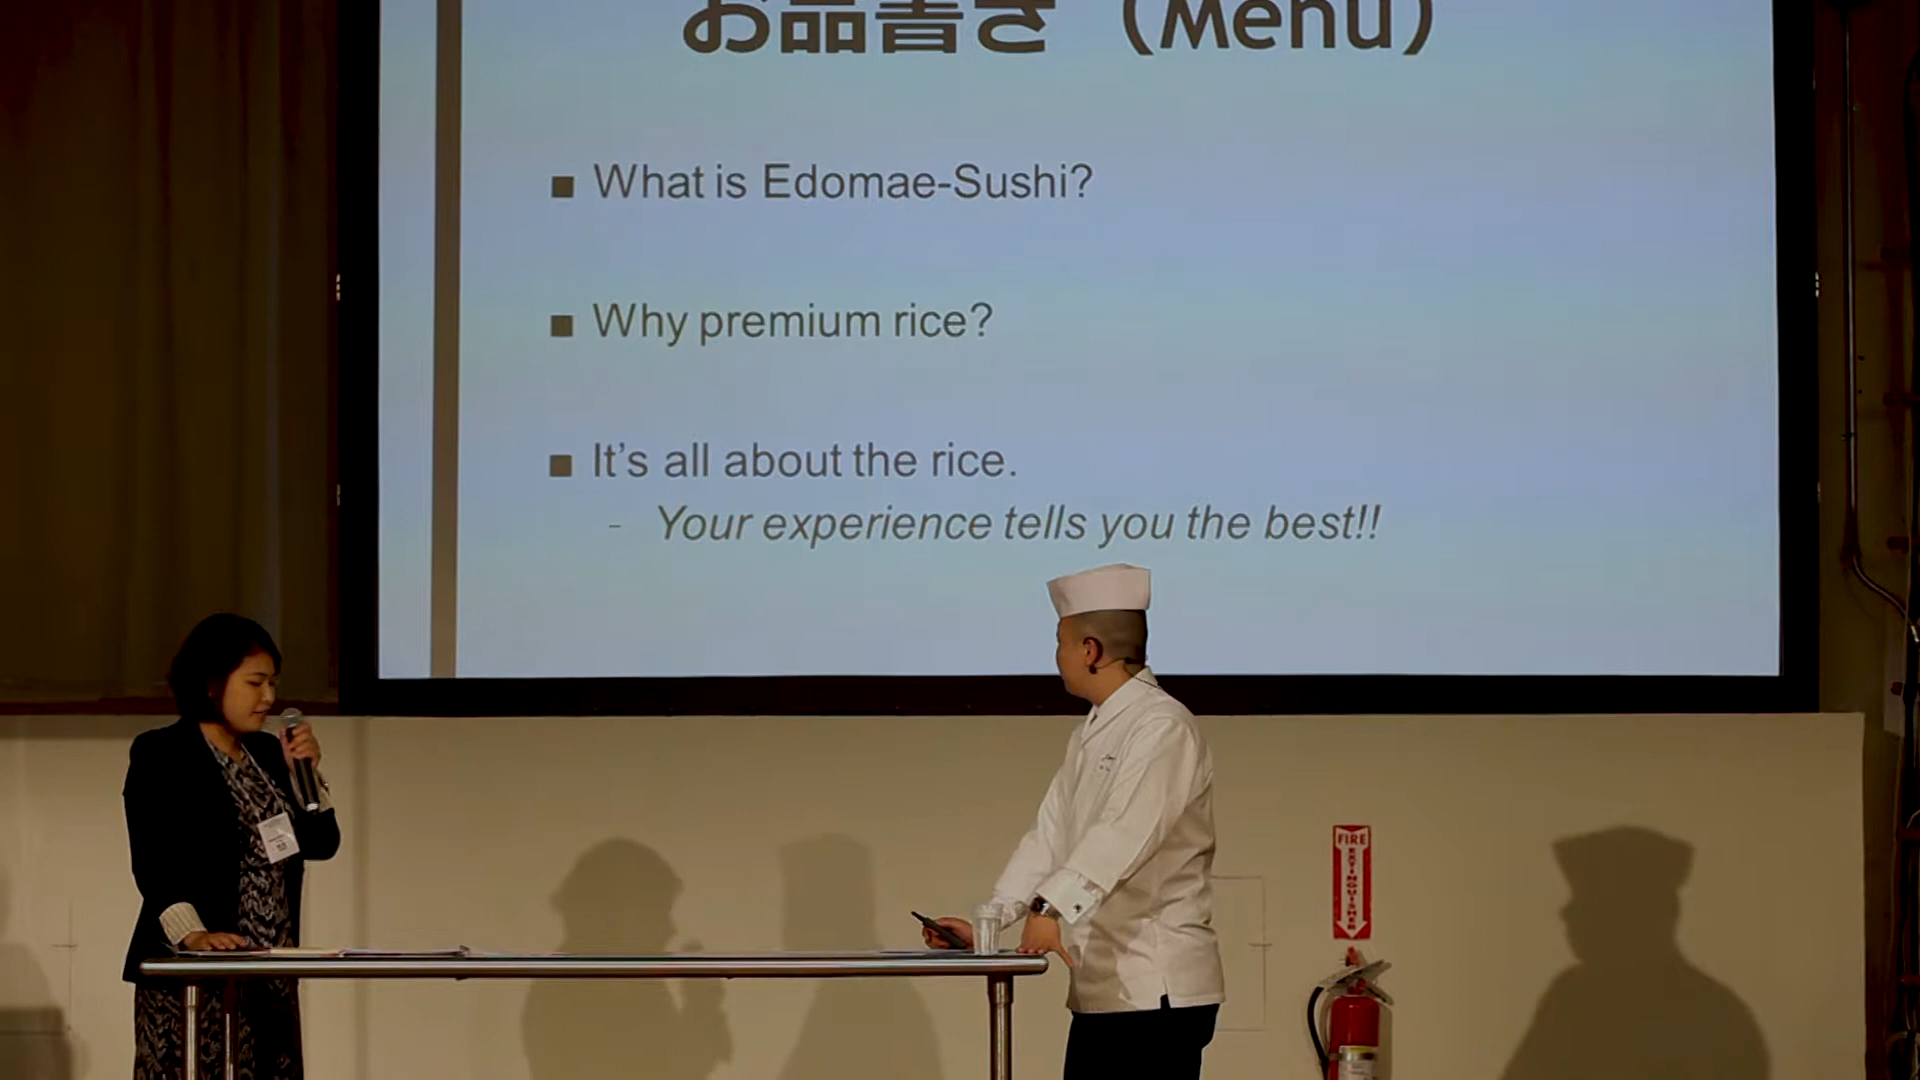 お品書き（Menu）
■ What is Edomae-Sushi?
■ Why premium rice?
■ It's all about the rice.
- Your experience tells you the best!!
FIRE
EXTINGUISHER